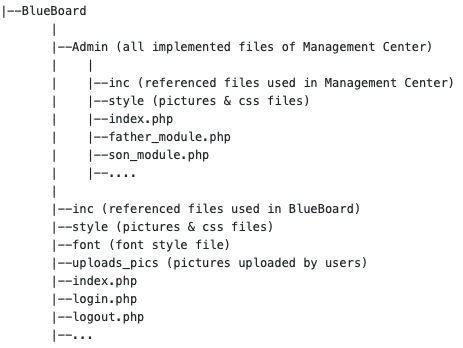 |--BlueBoard
|
|--Admin (all implemented files of Management Center)
| |
| |--inc (referenced files used in Management Center)
| |--style (pictures & css files)
| |--index.php
| |--father_module.php
| |--son_module.php
| |--....
|
|--inc (referenced files used in BlueBoard)
|--style (pictures & css files)
|--font (font style file)
|--uploads_pics (pictures uploaded by users)
|--index.php
|--login.php
|--logout.php
|--...